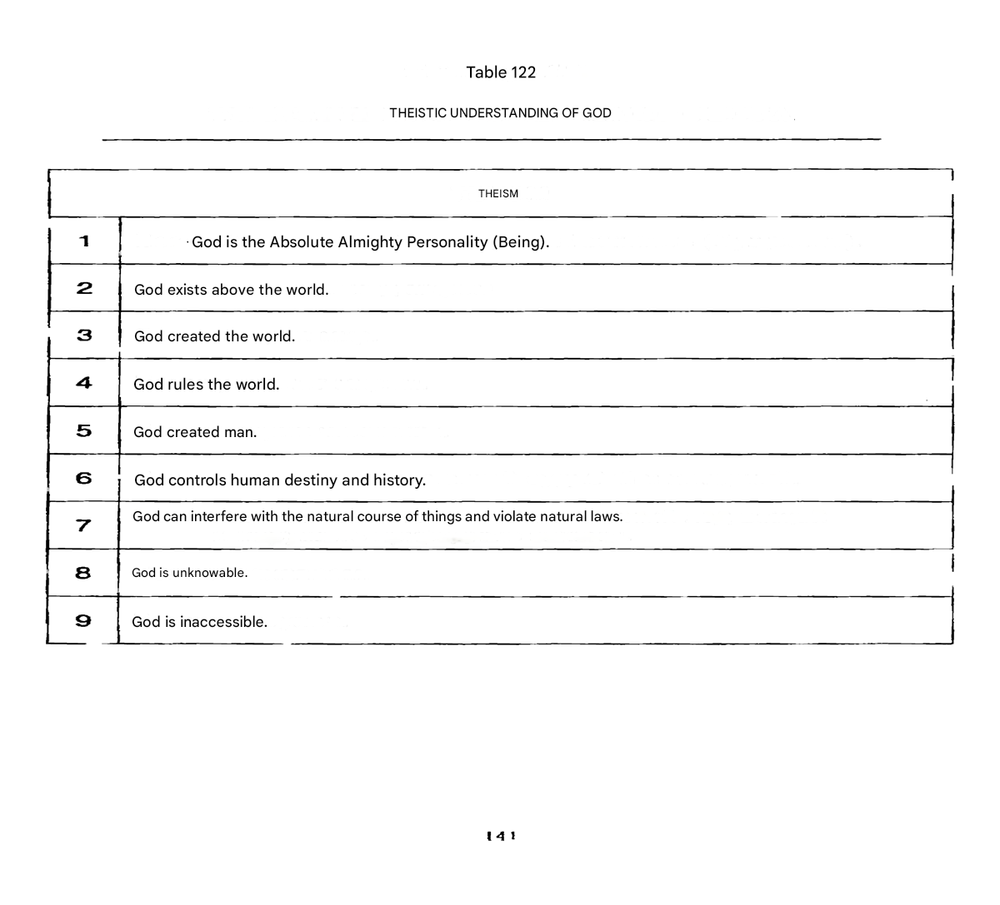 Table 122
THEISTIC UNDERSTANDING OF GOD
THEISM
1 God is the Absolute Almighty Personality (Being).
2 God exists above the world.
3 God created the world.
4 God rules the world.
5 God created man.
6 God controls human destiny and history.
7 God can interfere with the natural course of things and violate natural laws.
8 God is unknowable.
9 God is inaccessible.
141